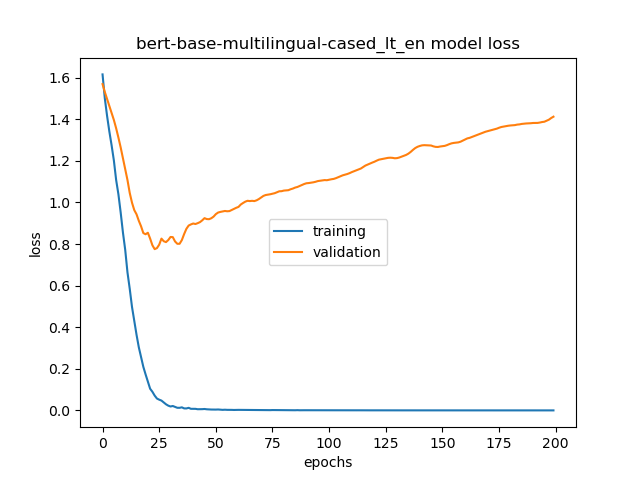 bert-base-multilingual-cased_lt_en model loss
loss
1.6
1.4
1.2
1.0
0.8
0.6
0.4
0.2
0.0
training
validation
0 25 50 75 100 125 150 175 200
epochs